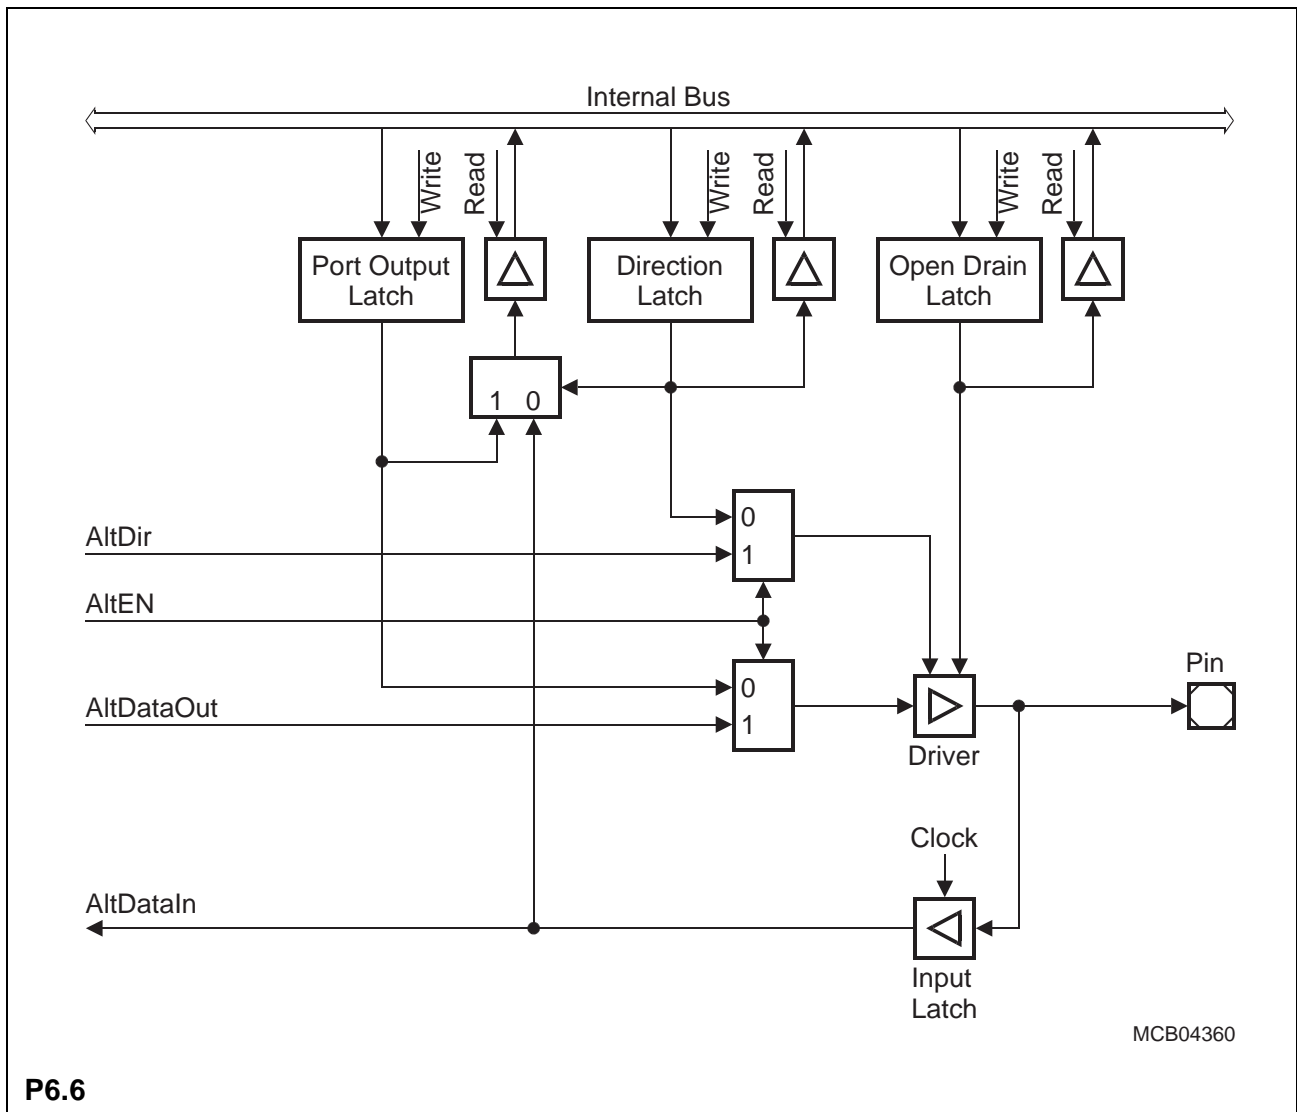 Internal Bus
Write
Read
Write
Read
Write
Read
Port Output
Latch
Direction
Latch
Open Drain
Latch
1 0
0
1
AltDir
AltEN
0
1
AltDataOut
Pin
Driver
Clock
AltDataIn
Input
Latch
MCB04360
P6.6